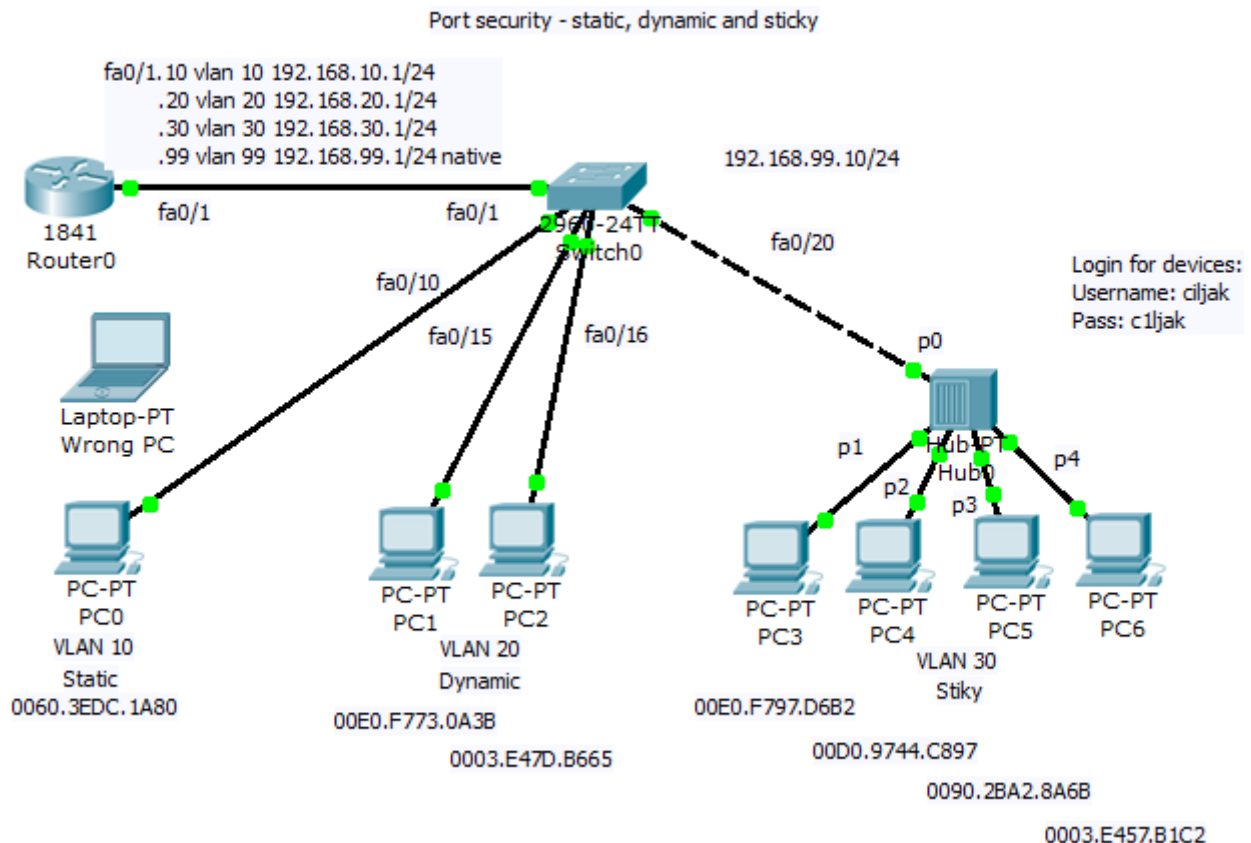 Port security - static, dynamic and sticky
fa0/1.10 vlan 10 192.168.10.1/24
.20 vlan 20 192.168.20.1/24
.30 vlan 30 192.168.30.1/24
.99 vlan 99 192.168.99.1/24 native
192.168.99.10/24
fa0/1
fa0/1
1841
Router0
2960-24TT
Switch0
fa0/20
Login for devices:
Username: ciljak
Pass: c1ljak
fa0/10
fa0/15
fa0/16
p0
Laptop-PT
Wrong PC
Hub-PT
Hub0
p1
p2
p3
p4
PC-PT
PC0
PC-PT
PC1
PC-PT
PC2
PC-PT
PC3
PC-PT
PC4
PC-PT
PC5
PC-PT
PC6
VLAN 10
Static
0060.3EDC.1A80
VLAN 20
Dynamic
00E0.F773.0A3B
0003.E47D.B665
VLAN 30
Stiky
00E0.F797.D6B2
00D0.9744.C897
0090.2BA2.8A6B
0003.E457.B1C2